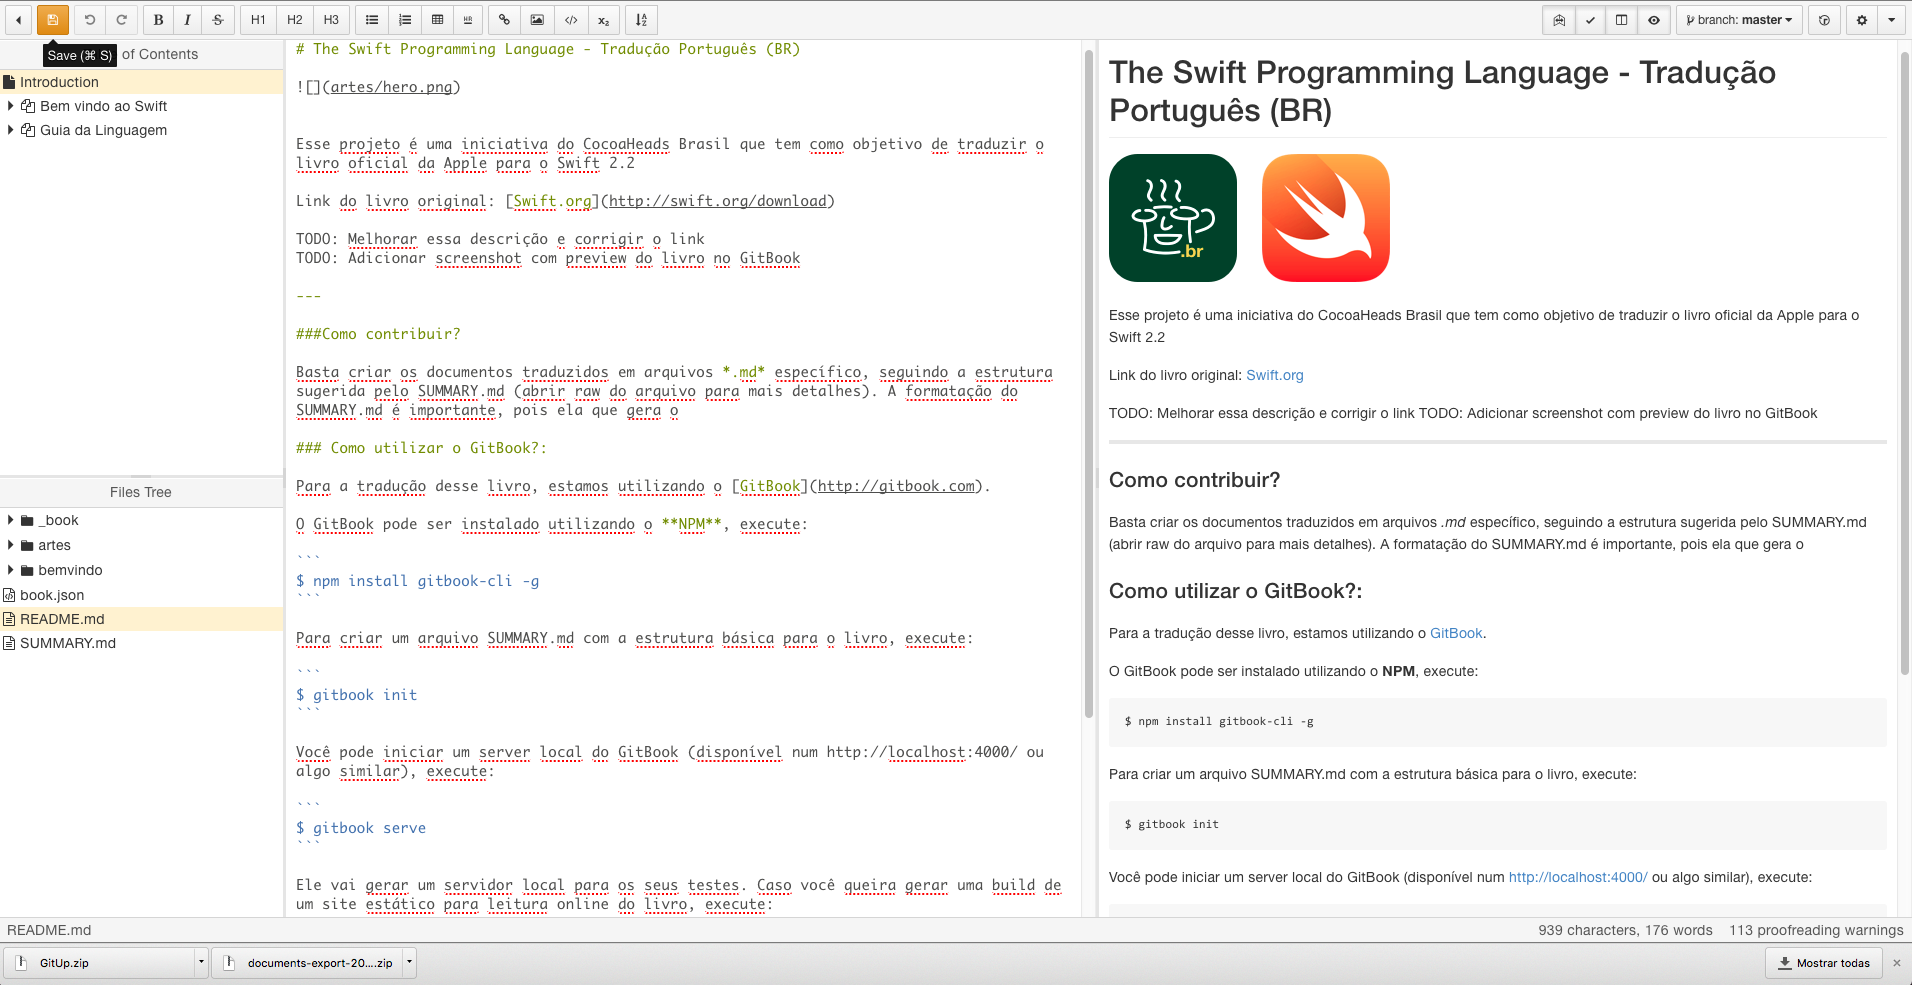 B I S H1 H2 H3 HR x₂ branch: master
Save (⌘ S) of Contents
Introduction
Bem vindo ao Swift
Guia da Linguagem
Files Tree
_book
artes
bemvindo
book.json
README.md
SUMMARY.md
# The Swift Programming Language - Tradução Português (BR)
![](artes/hero.png)
Esse projeto é uma iniciativa do CocoaHeads Brasil que tem como objetivo de traduzir o
livro oficial da Apple para o Swift 2.2
Link do livro original: [Swift.org](http://swift.org/download)
TODO: Melhorar essa descrição e corrigir o link
TODO: Adicionar screenshot com preview do livro no GitBook
---
###Como contribuir?
Basta criar os documentos traduzidos em arquivos *.md* específico, seguindo a estrutura
sugerida pelo SUMMARY.md (abrir raw do arquivo para mais detalhes). A formatação do
SUMMARY.md é importante, pois ela que gera o
### Como utilizar o GitBook?:
Para a tradução desse livro, estamos utilizando o [GitBook](http://gitbook.com).
O GitBook pode ser instalado utilizando o **NPM**, execute:
```
$ npm install gitbook-cli -g
```
Para criar um arquivo SUMMARY.md com a estrutura básica para o livro, execute:
```
$ gitbook init
```
Você pode iniciar um server local do GitBook (disponível num http://localhost:4000/ ou
algo similar), execute:
```
$ gitbook serve
```
Ele vai gerar um servidor local para os seus testes. Caso você queira gerar uma build de
um site estático para leitura online do livro, execute:
The Swift Programming Language - Tradução
Português (BR)
.br
Esse projeto é uma iniciativa do CocoaHeads Brasil que tem como objetivo de traduzir o livro oficial da Apple para o
Swift 2.2
Link do livro original: Swift.org
TODO: Melhorar essa descrição e corrigir o link TODO: Adicionar screenshot com preview do livro no GitBook
Como contribuir?
Basta criar os documentos traduzidos em arquivos .md específico, seguindo a estrutura sugerida pelo SUMMARY.md
(abrir raw do arquivo para mais detalhes). A formatação do SUMMARY.md é importante, pois ela que gera o
Como utilizar o GitBook?:
Para a tradução desse livro, estamos utilizando o GitBook.
O GitBook pode ser instalado utilizando o NPM, execute:
$ npm install gitbook-cli -g
Para criar um arquivo SUMMARY.md com a estrutura básica para o livro, execute:
$ gitbook init
Você pode iniciar um server local do GitBook (disponível num http://localhost:4000/ ou algo similar), execute:
README.md 939 characters, 176 words 113 proofreading warnings
GitUp.zip documents-export-20....zip Mostrar todas